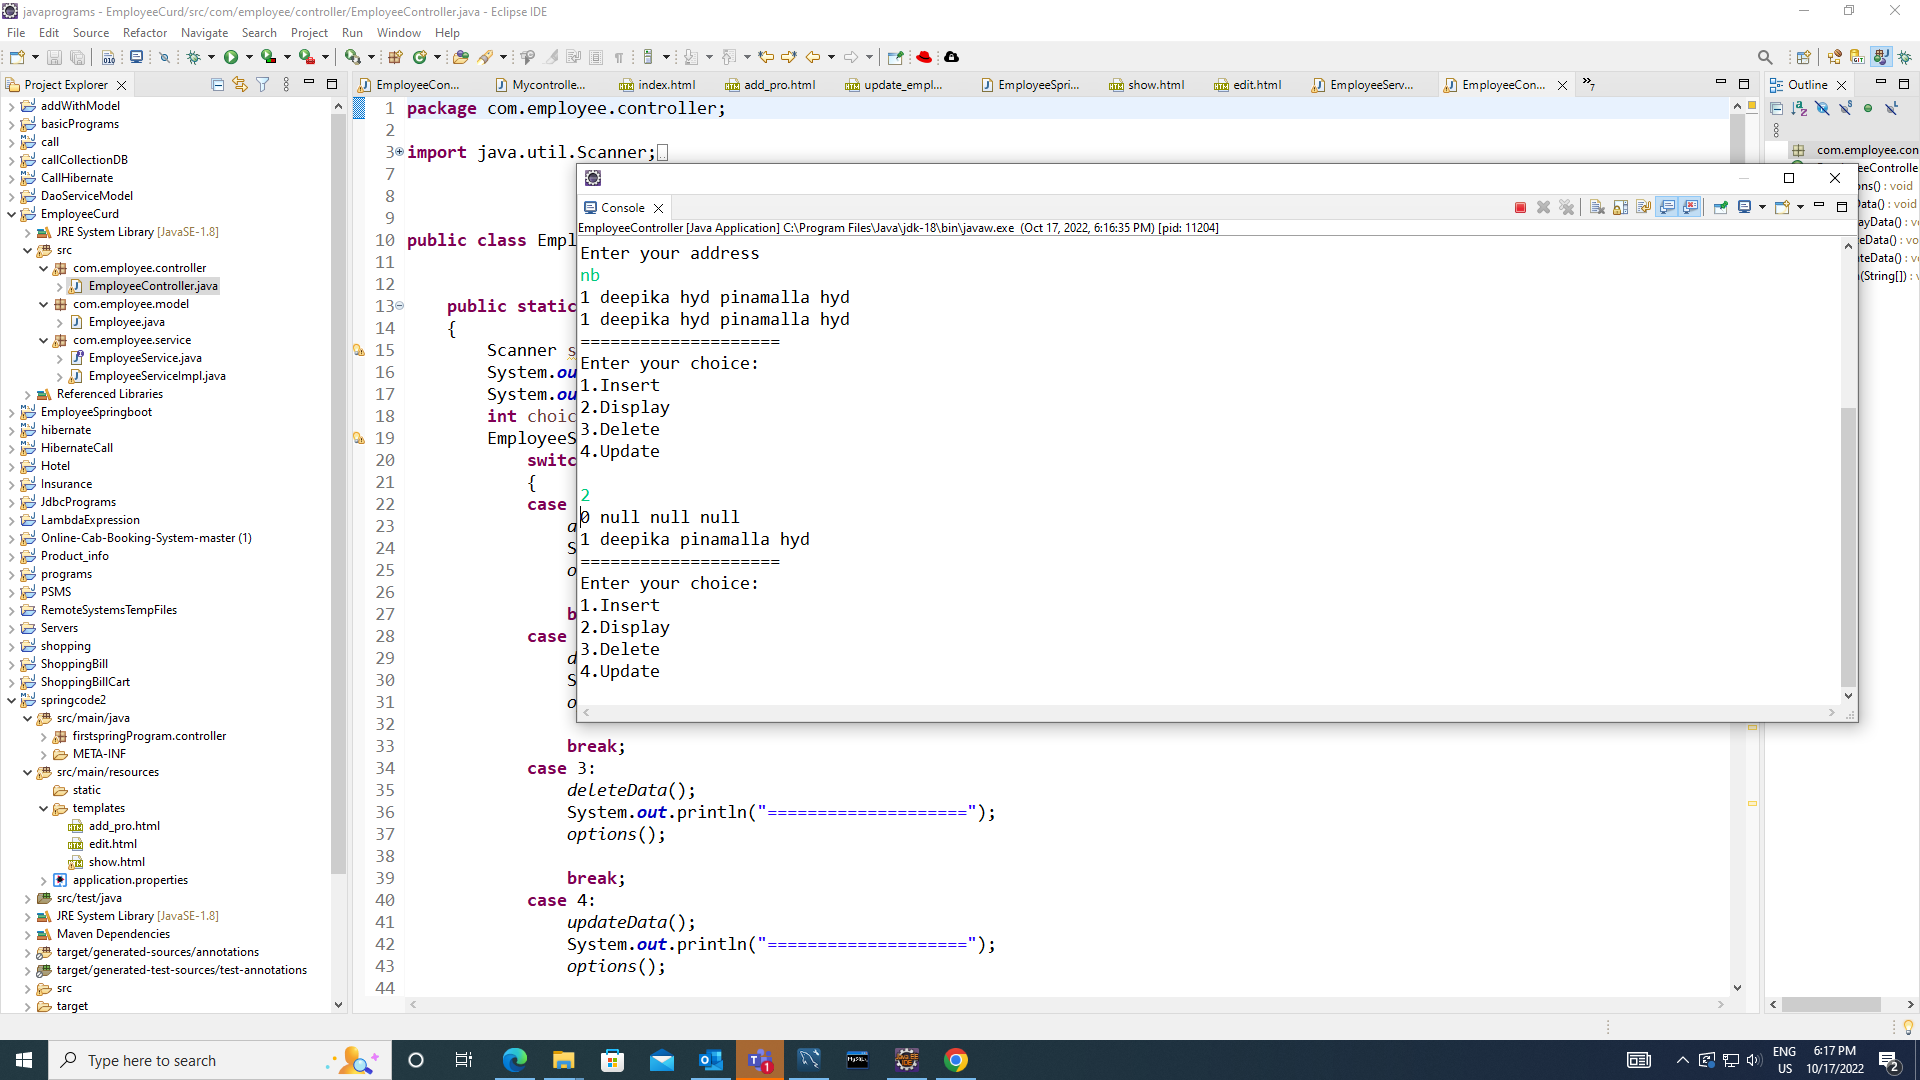 javaprograms - EmployeeCurd/src/com/employee/controller/EmployeeController.java - Eclipse IDE
File Edit Source Refactor Navigate Search Project Run Window Help
Project Explorer
EmployeeCon...
Mycontrolle...
index.html
add_pro.html
update_empl...
EmployeeSpri...
show.html
edit.html
EmployeeServ...
EmployeeCon...
7
Outline
addWithModel
basicPrograms
call
callCollectionDB
CallHibernate
DaoServiceModel
EmployeeCurd
JRE System Library [JavaSE-1.8]
src
com.employee.controller
EmployeeController.java
com.employee.model
Employee.java
com.employee.service
EmployeeService.java
EmployeeServiceImpl.java
Referenced Libraries
EmployeeSpringboot
hibernate
HibernateCall
Hotel
Insurance
JdbcPrograms
LambdaExpression
Online-Cab-Booking-System-master (1)
Product_info
programs
PSMS
RemoteSystemsTempFiles
Servers
shopping
ShoppingBill
ShoppingBillCart
springcode2
src/main/java
firstspringProgram.controller
META-INF
src/main/resources
static
templates
add_pro.html
edit.html
show.html
application.properties
src/test/java
JRE System Library [JavaSE-1.8]
Maven Dependencies
target/generated-sources/annotations
target/generated-test-sources/test-annotations
src
target
1 package com.employee.controller;
2
3 import java.util.Scanner;
7
8
9
10 public class Empl
11
12
13 public static
14 {
15 Scanner s
16 System.ou
17 System.ou
18 int choic
19 EmployeeS
20 switc
21 {
22 case
23 a
24 S
25 o
26
27 b
28 case
29 d
30 S
31 o
32
33 break;
34 case 3:
35 deleteData();
36 System.out.println("====================");
37 options();
38
39 break;
40 case 4:
41 updateData();
42 System.out.println("====================");
43 options();
44
Console
EmployeeController [Java Application] C:\Program Files\Java\jdk-18\bin\javaw.exe (Oct 17, 2022, 6:16:35 PM) [pid: 11204]
Enter your address
nb
1 deepika hyd pinamalla hyd
1 deepika hyd pinamalla hyd
====================
Enter your choice:
1.Insert
2.Display
3.Delete
4.Update
2
0 null null null
1 deepika pinamalla hyd
====================
Enter your choice:
1.Insert
2.Display
3.Delete
4.Update
com.employee.con
eeControlle
ons() : void
Data() : void
ayData() : v
eData() : vo
ateData() : v
(String[]) : v
Type here to search
ENG
US
6:17 PM
10/17/2022
2